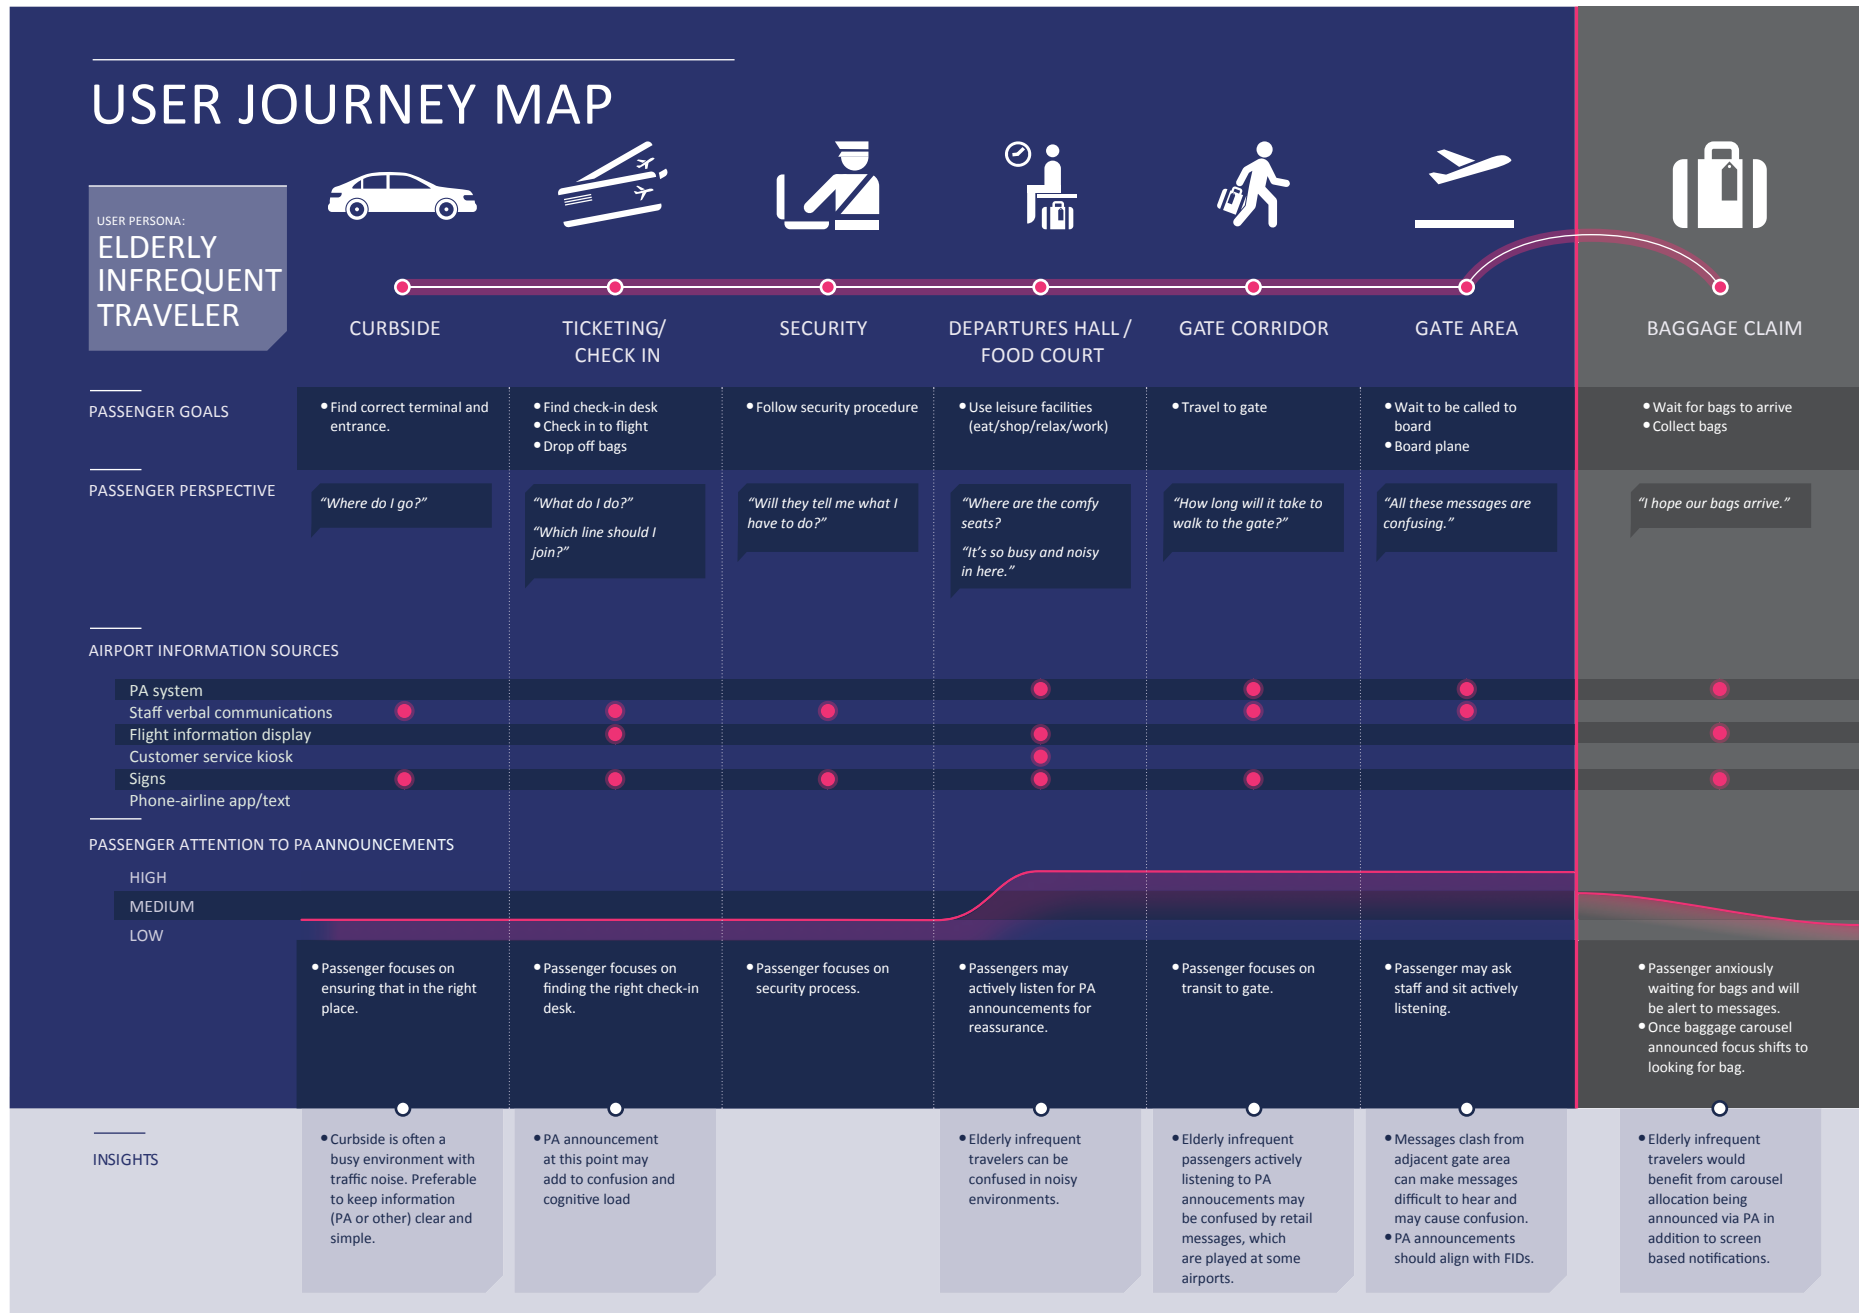 USER JOURNEY MAP
USER PERSONA:
ELDERLY
INFREQUENT
TRAVELER
CURBSIDE
TICKETING/
CHECK IN
SECURITY
DEPARTURES HALL /
FOOD COURT
GATE CORRIDOR
GATE AREA
BAGGAGE CLAIM
PASSENGER GOALS
• Find correct terminal and
entrance.
• Find check-in desk
• Check in to flight
• Drop off bags
• Follow security procedure
• Use leisure facilities
(eat/shop/relax/work)
• Travel to gate
• Wait to be called to
board
• Board plane
• Wait for bags to arrive
• Collect bags
PASSENGER PERSPECTIVE
“Where do I go?”
“What do I do?”
“Which line should I
join?”
“Will they tell me what I
have to do?”
“Where are the comfy
seats?
“It’s so busy and noisy
in here.”
“How long will it take to
walk to the gate?”
“All these messages are
confusing.”
“I hope our bags arrive.”
AIRPORT INFORMATION SOURCES
PA system
Staff verbal communications
Flight information display
Customer service kiosk
Signs
Phone-airline app/text
PASSENGER ATTENTION TO PA ANNOUNCEMENTS
HIGH
MEDIUM
LOW
• Passenger focuses on
ensuring that in the right
place.
• Passenger focuses on
finding the right check-in
desk.
• Passenger focuses on
security process.
• Passengers may
actively listen for PA
announcements for
reassurance.
• Passenger focuses on
transit to gate.
• Passenger may ask
staff and sit actively
listening.
• Passenger anxiously
waiting for bags and will
be alert to messages.
• Once baggage carousel
announced focus shifts to
looking for bag.
INSIGHTS
• Curbside is often a
busy environment with
traffic noise. Preferable
to keep information
(PA or other) clear and
simple.
• PA announcement
at this point may
add to confusion and
cognitive load
• Elderly infrequent
travelers can be
confused in noisy
environments.
• Elderly infrequent
passengers actively
listening to PA
annoucements may
be confused by retail
messages, which
are played at some
airports.
• Messages clash from
adjacent gate area
can make messages
difficult to hear and
may cause confusion.
• PA announcements
should align with FIDs.
• Elderly infrequent
travelers would
benefit from carousel
allocation being
announced via PA in
addition to screen
based notifications.